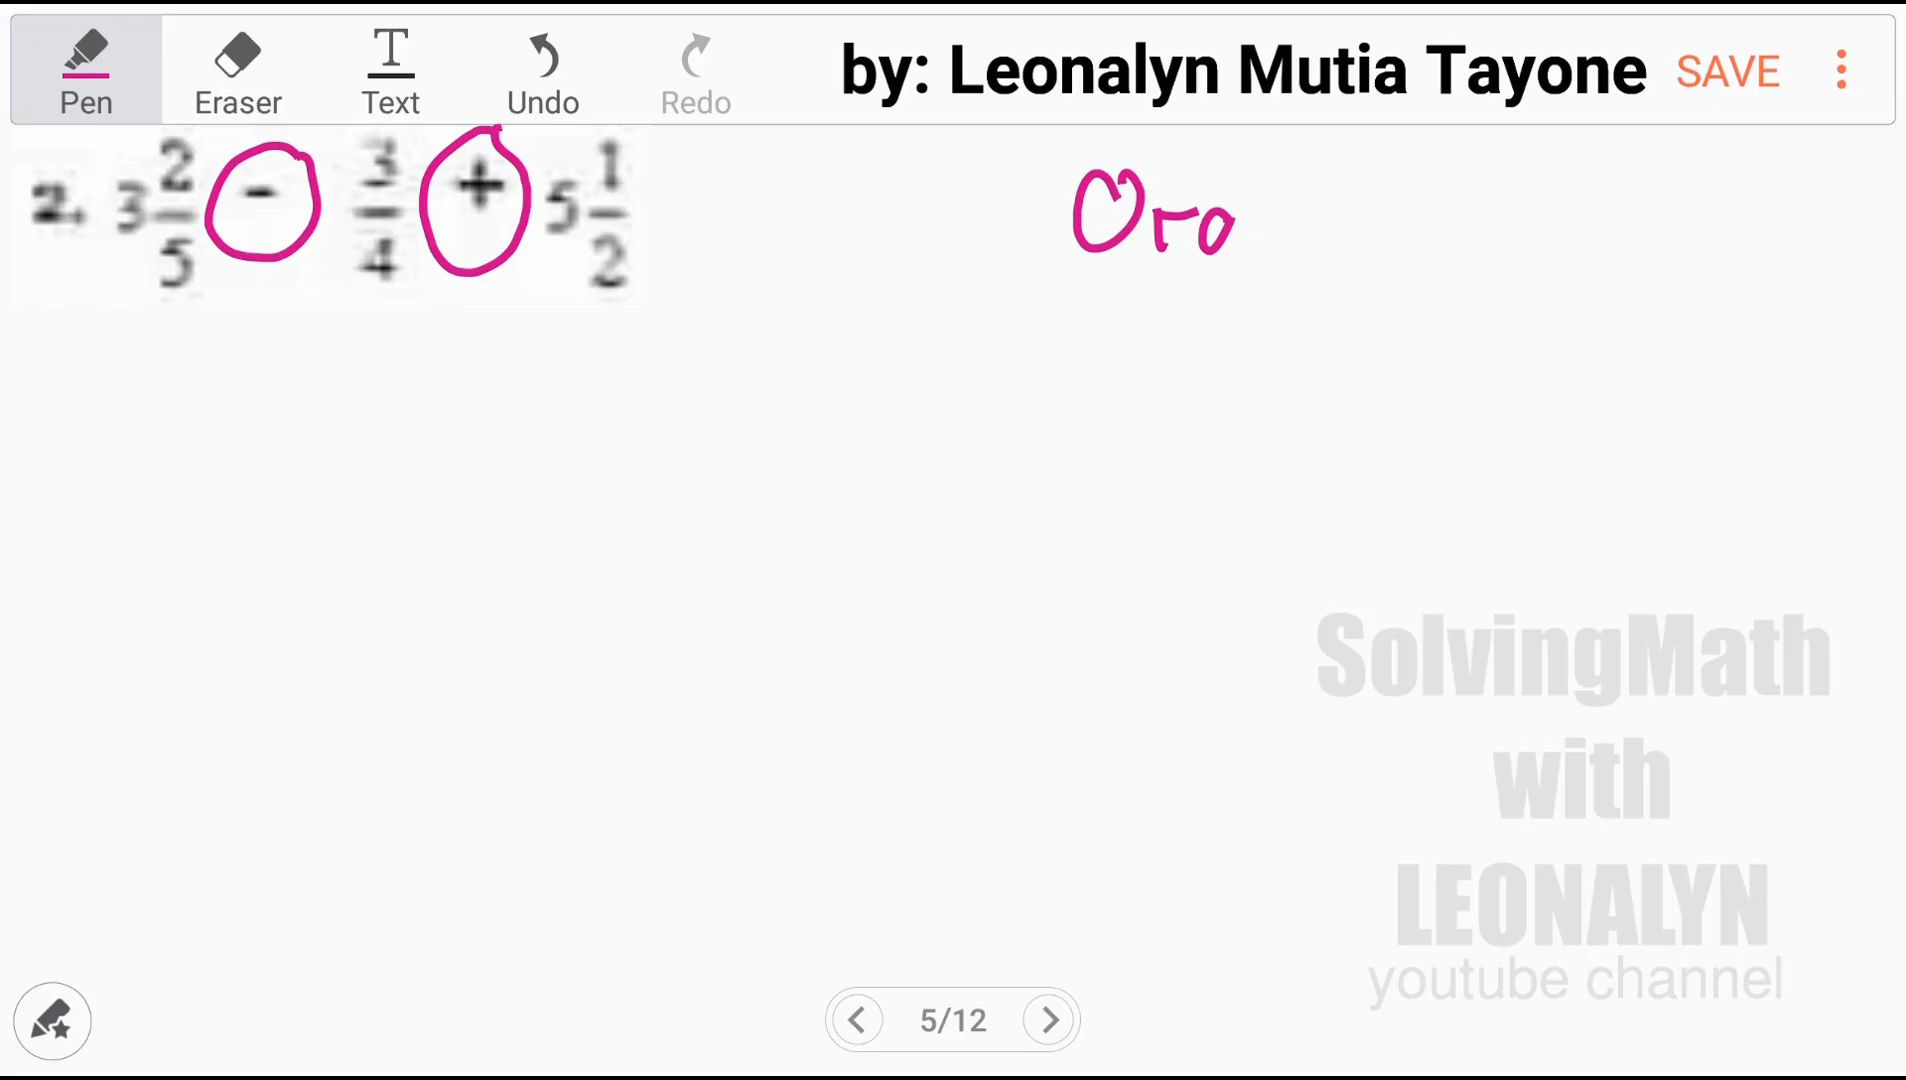 Pen Eraser Text Undo Redo by: Leonalyn Mutia Tayone SAVE
2. 3 2/5 - 3/4 + 5 1/2
Oro
SolvingMath
with
LEONALYN
youtube channel
5/12